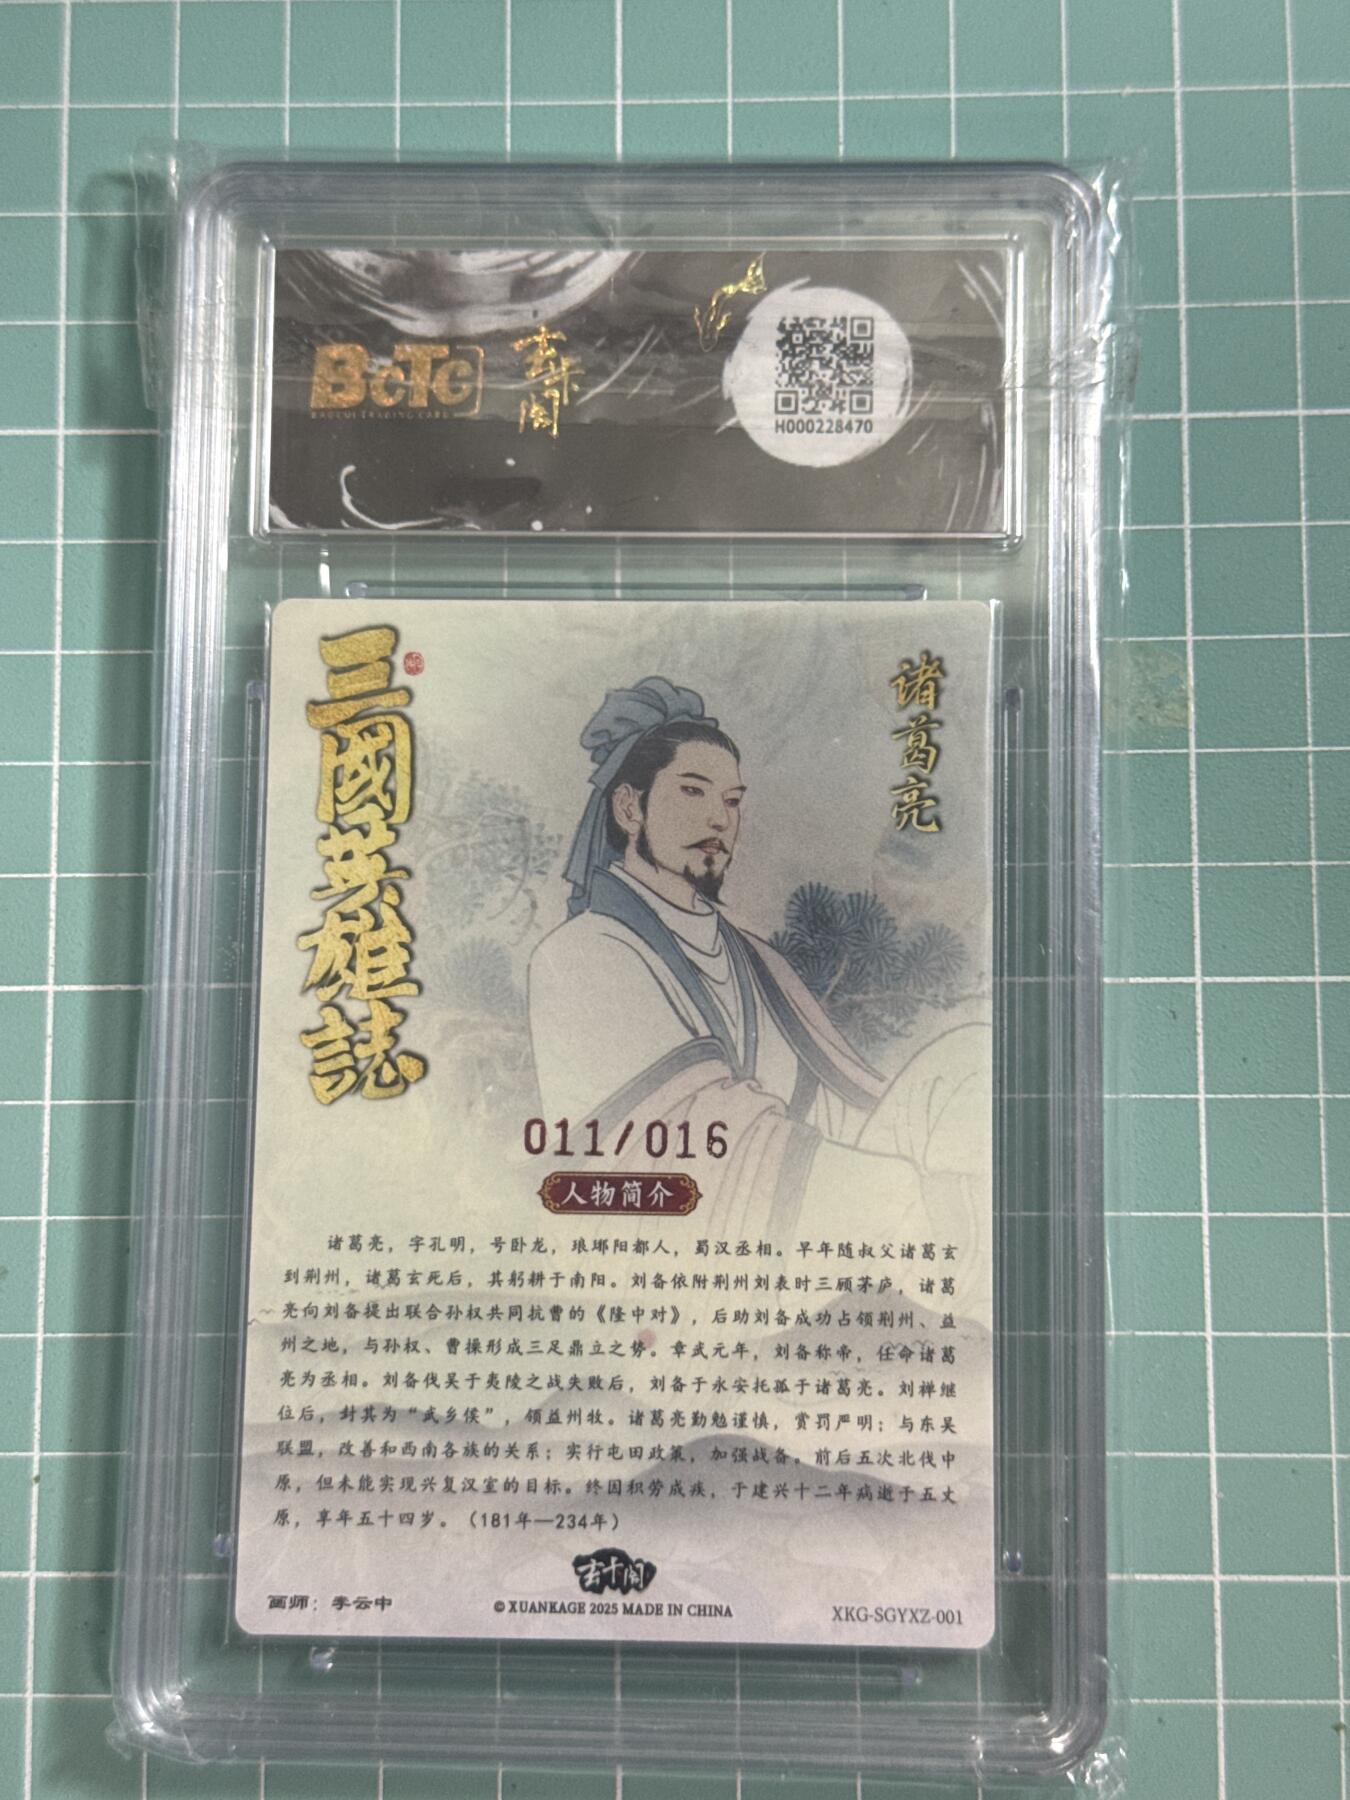 BcTc
BAOCUI TRADING CARD
玄卡阁
H000228470
三國英雄誌
诸葛亮
011/016
人物简介
诸葛亮，字孔明，号卧龙，琅琊阳都人，蜀汉丞相。早年随叔父诸葛玄
到荆州，诸葛玄死后，其躬耕于南阳。刘备依附荆州刘表时三顾茅庐，诸葛
亮向刘备提出联合孙权共同抗曹的《隆中对》，后助刘备成功占领荆州、益
州之地，与孙权、曹操形成三足鼎立之势。章武元年，刘备称帝，任命诸葛
亮为丞相。刘备伐吴于夷陵之战失败后，刘备于永安托孤于诸葛亮。刘禅继
位后，封其为“武乡侯”，领益州牧。诸葛亮勤勉谨慎，赏罚严明；与东吴
联盟，改善和西南各族的关系；实行屯田政策，加强战备。前后五次北伐中
原，但未能实现兴复汉室的目标。终因积劳成疾，于建兴十二年病逝于五丈
原，享年五十四岁。（181年—234年）
玄卡阁
画师：李云中
© XUANKAGE 2025 MADE IN CHINA
XKG-SGYXZ-001